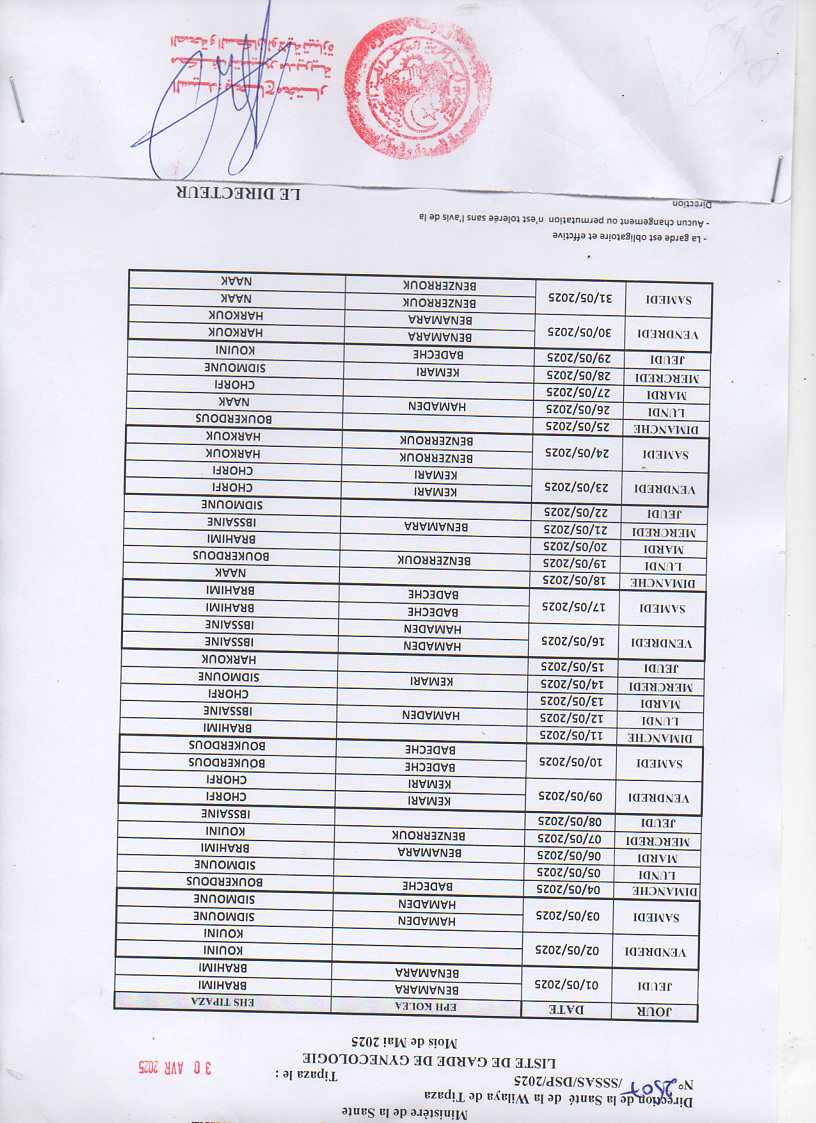 Ministère de la Sante
Direction de la Santé de la Wilaya de Tipaza
N° 2507 /SSSAS/DSP/2025
Tipaza le : 30 AVR 2025
LISTE DE GARDE DE GYNECOLOGIE
Mois de Mai 2025
JOUR DATE EPH KOLEA EHS TIPAZA
JEUDI 01/05/2025 BENAMARA BRAHIMI
BENAMARA BRAHIMI
VENDREDI 02/05/2025 KOUINI
KOUINI
SAMEDI 03/05/2025 HAMADEN SIDMOUNE
HAMADEN SIDMOUNE
DIMANCHE 04/05/2025 BADECHE BOUKERDOUS
LUNDI 05/05/2025 SIDMOUNE
MARDI 06/05/2025 BENAMARA BRAHIMI
MERCREDI 07/05/2025 BENZERROUK KOUINI
JEUDI 08/05/2025 IBSSAINE
VENDREDI 09/05/2025 KEMARI CHORFI
KEMARI CHORFI
SAMEDI 10/05/2025 BADECHE BOUKERDOUS
BADECHE BOUKERDOUS
DIMANCHE 11/05/2025 BRAHIMI
LUNDI 12/05/2025 HAMADEN IBSSAINE
MARDI 13/05/2025 CHORFI
MERCREDI 14/05/2025 KEMARI SIDMOUNE
JEUDI 15/05/2025 HARKOUK
VENDREDI 16/05/2025 HAMADEN IBSSAINE
HAMADEN IBSSAINE
SAMEDI 17/05/2025 BADECHE BRAHIMI
BADECHE BRAHIMI
DIMANCHE 18/05/2025 NAAK
LUNDI 19/05/2025 BENZERROUK BOUKERDOUS
MARDI 20/05/2025 BRAHIMI
MERCREDI 21/05/2025 BENAMARA IBSSAINE
JEUDI 22/05/2025 SIDMOUNE
VENDREDI 23/05/2025 KEMARI CHORFI
KEMARI CHORFI
SAMEDI 24/05/2025 BENZERROUK HARKOUK
BENZERROUK HARKOUK
DIMANCHE 25/05/2025 BOUKERDOUS
LUNDI 26/05/2025 HAMADEN NAAK
MARDI 27/05/2025 CHORFI
MERCREDI 28/05/2025 KEMARI SIDMOUNE
JEUDI 29/05/2025 BADECHE KOUINI
VENDREDI 30/05/2025 BENAMARA HARKOUK
BENAMARA HARKOUK
SAMEDI 31/05/2025 BENZERROUK NAAK
BENZERROUK NAAK
- La garde est obligatoire et effctive
- Aucun changement ou permutation n'est tolerée sans l'avis de la
Direction
LE DIRECTEUR
السيد: بلحاج مختار
مكلف بتسيير مديرية
الصحة والسكان لولاية تيبازة